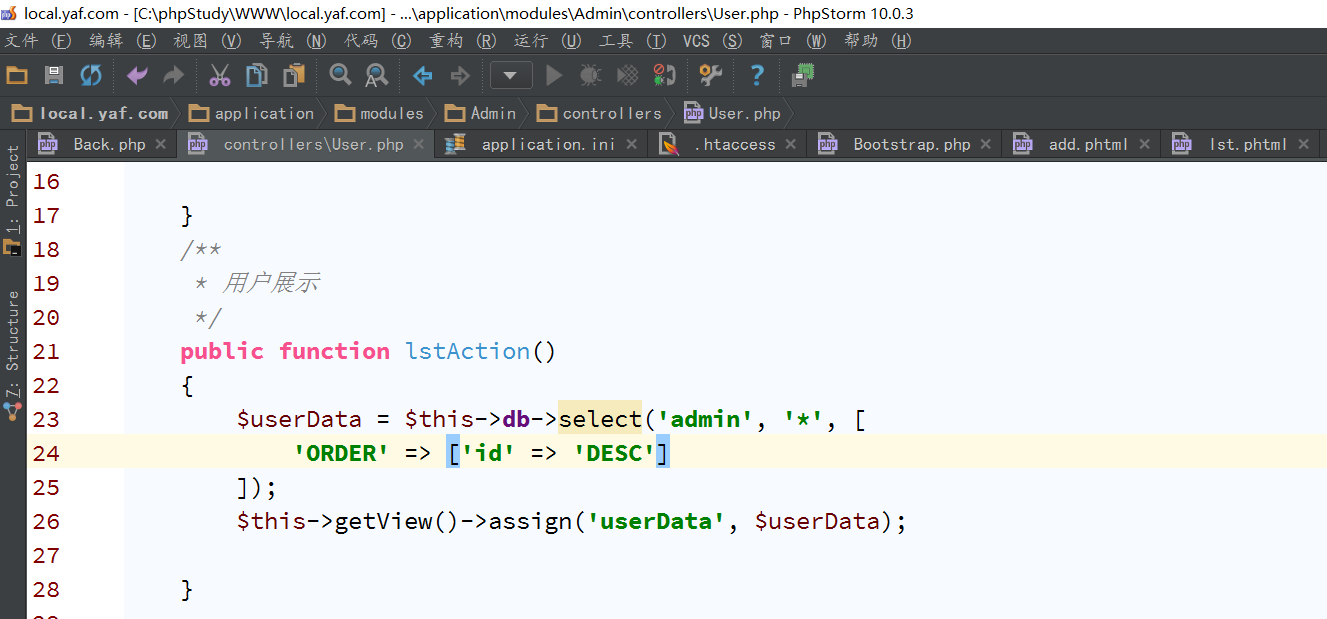 local.yaf.com - [C:\phpStudy\WWW\local.yaf.com] - ...\application\modules\Admin\controllers\User.php - PhpStorm 10.0.3
文件 (F) 编辑 (E) 视图 (V) 导航 (N) 代码 (C) 重构 (R) 运行 (U) 工具 (T) VCS (S) 窗口 (W) 帮助 (H)
local.yaf.com application modules Admin controllers User.php
Back.php controllers\User.php application.ini .htaccess Bootstrap.php add.phtml lst.phtml
1: Project
Z: Structure
16
17 }
18 /**
19 * 用户展示
20 */
21 public function lstAction()
22 {
23 $userData = $this->db->select('admin', '*', [
24 'ORDER' => ['id' => 'DESC']
25 ]);
26 $this->getView()->assign('userData', $userData);
27
28 }